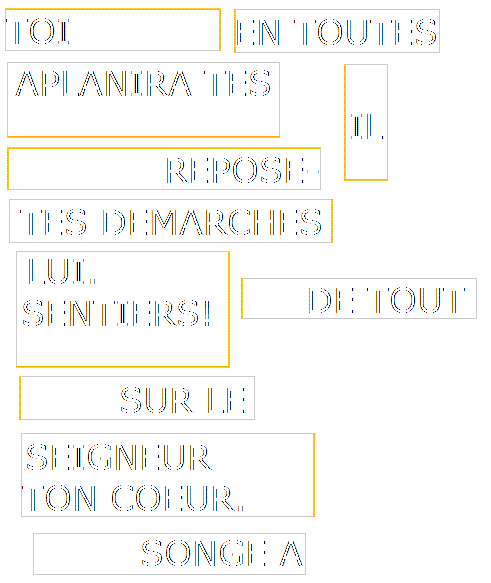 TOI
EN TOUTES
APLANIRA TES
IL
REPOSE-
TES DEMARCHES
LUI.
SENTIERS!
DE TOUT
SUR LE
SEIGNEUR
TON COEUR.
SONGE A